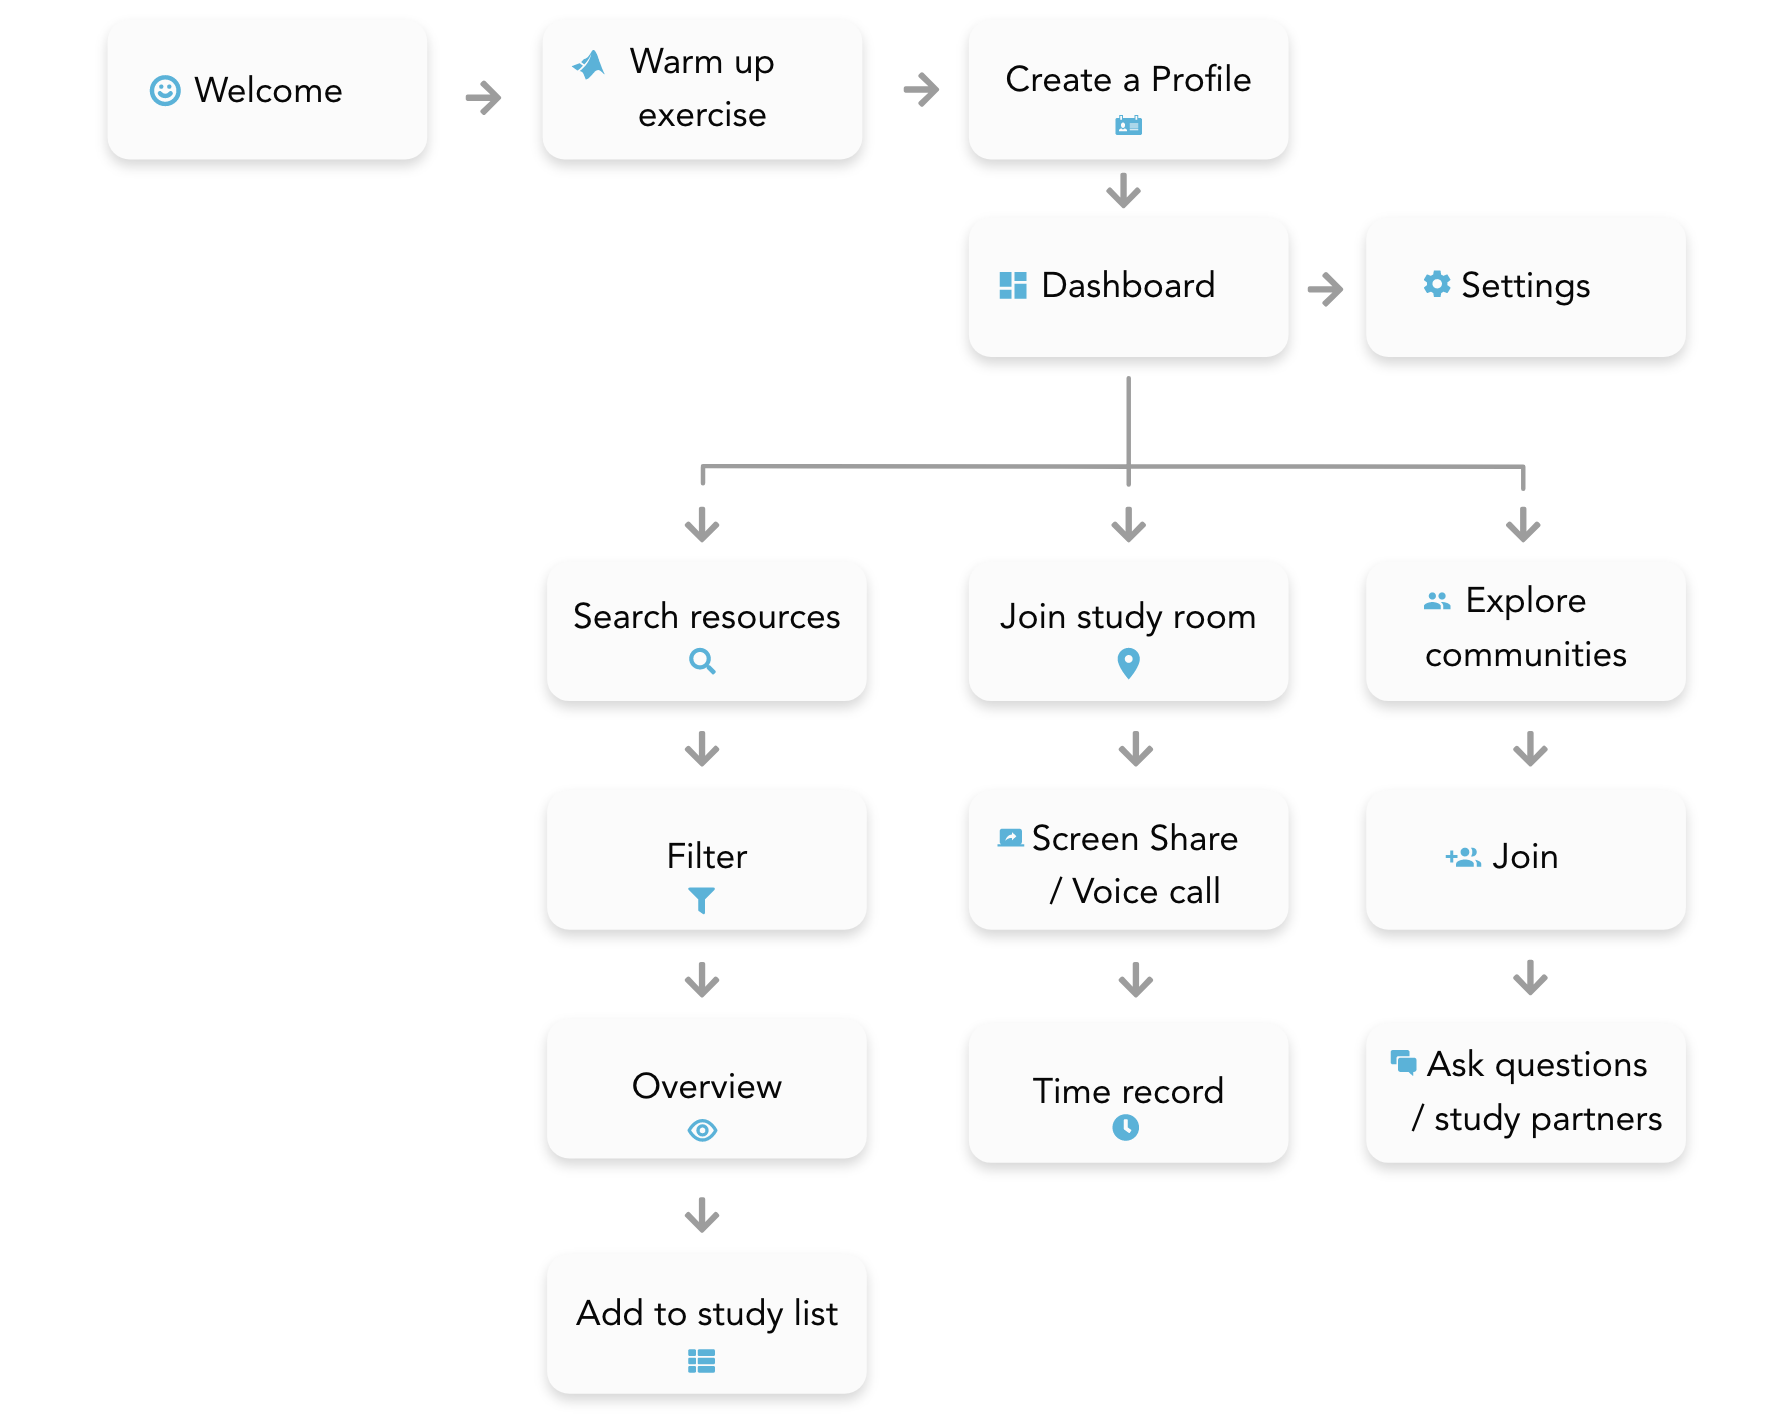 Welcome
Warm up
exercise
Create a Profile
Dashboard
Settings
Search resources
Join study room
Explore
communities
Filter
Screen Share
/ Voice call
Join
Overview
Time record
Ask questions
/ study partners
Add to study list